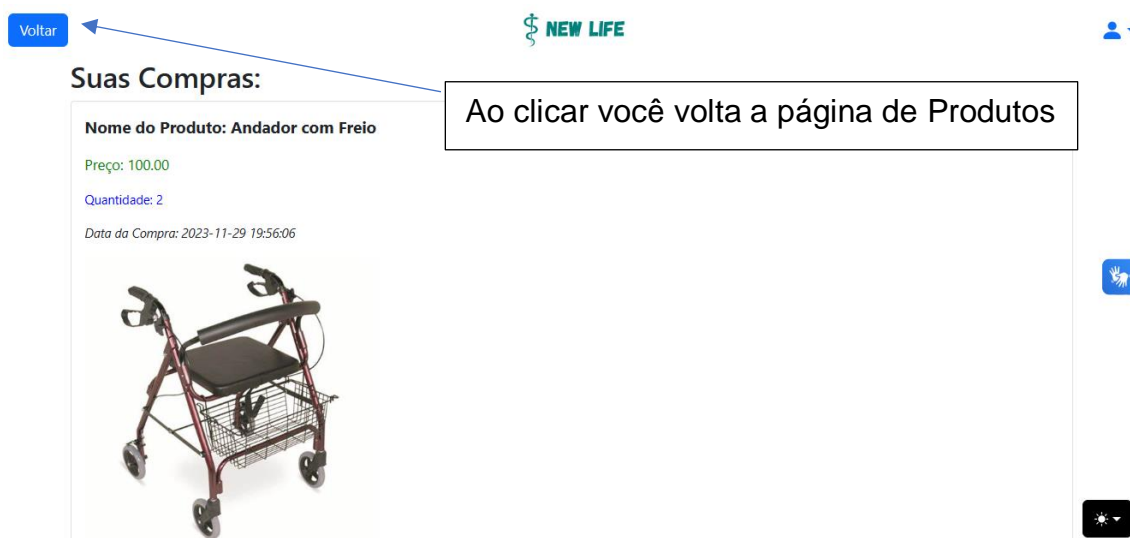 Voltar
NEW LIFE
Suas Compras:
Ao clicar você volta a página de Produtos
Nome do Produto: Andador com Freio
Preço: 100.00
Quantidade: 2
Data da Compra: 2023-11-29 19:56:06